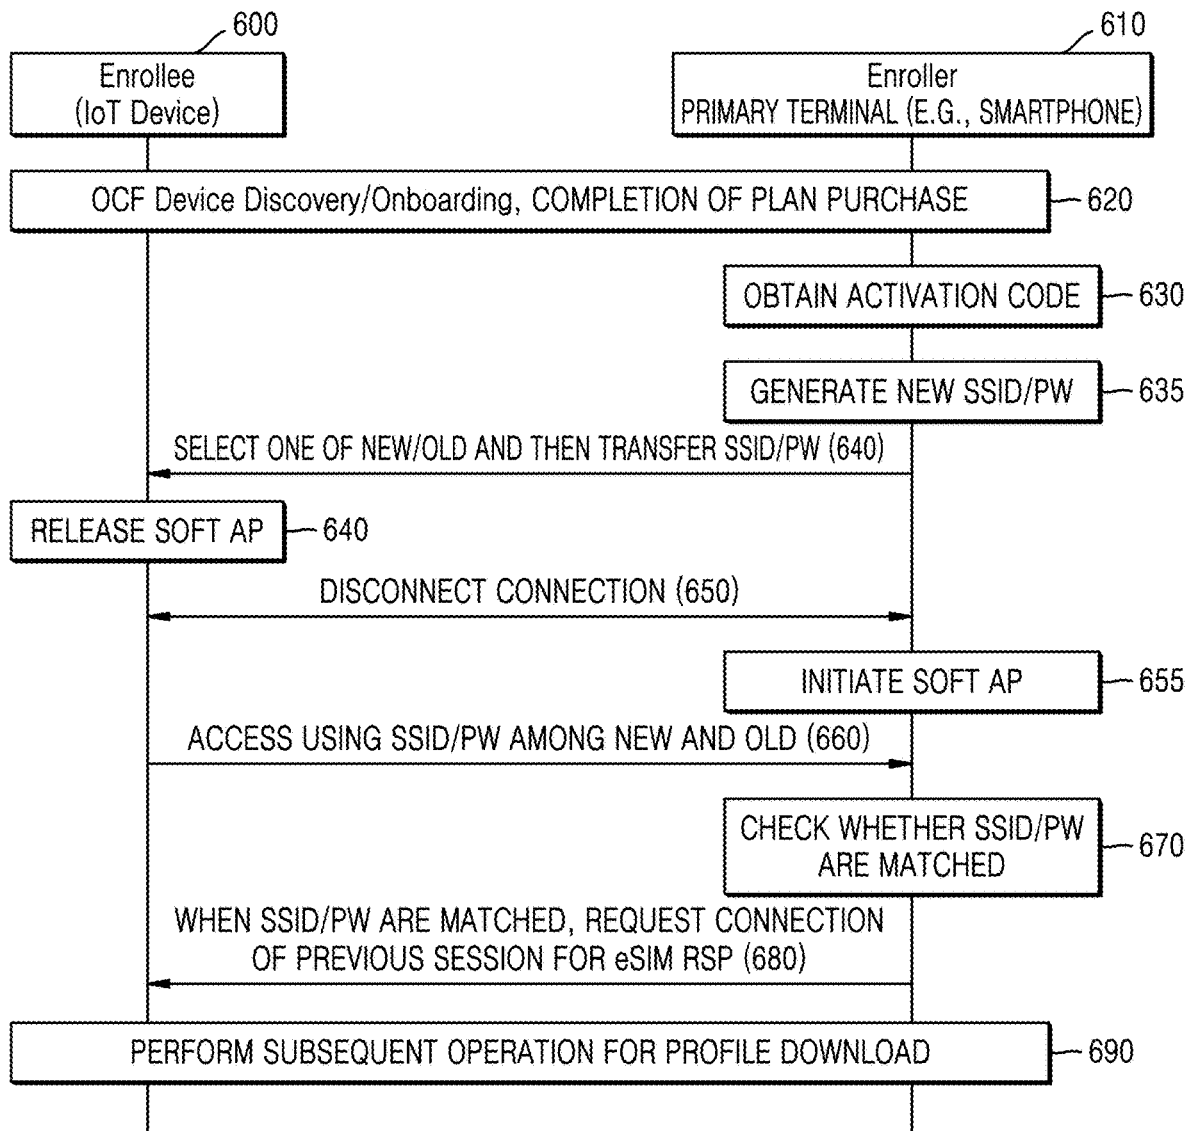 600
610
Enrollee
(IoT Device)
Enroller
PRIMARY TERMINAL (E.G., SMARTPHONE)
OCF Device Discovery/Onboarding, COMPLETION OF PLAN PURCHASE
620
OBTAIN ACTIVATION CODE
630
GENERATE NEW SSID/PW
635
SELECT ONE OF NEW/OLD AND THEN TRANSFER SSID/PW (640)
RELEASE SOFT AP
640
DISCONNECT CONNECTION (650)
INITIATE SOFT AP
655
ACCESS USING SSID/PW AMONG NEW AND OLD (660)
CHECK WHETHER SSID/PW
ARE MATCHED
670
WHEN SSID/PW ARE MATCHED, REQUEST CONNECTION
OF PREVIOUS SESSION FOR eSIM RSP (680)
PERFORM SUBSEQUENT OPERATION FOR PROFILE DOWNLOAD
690